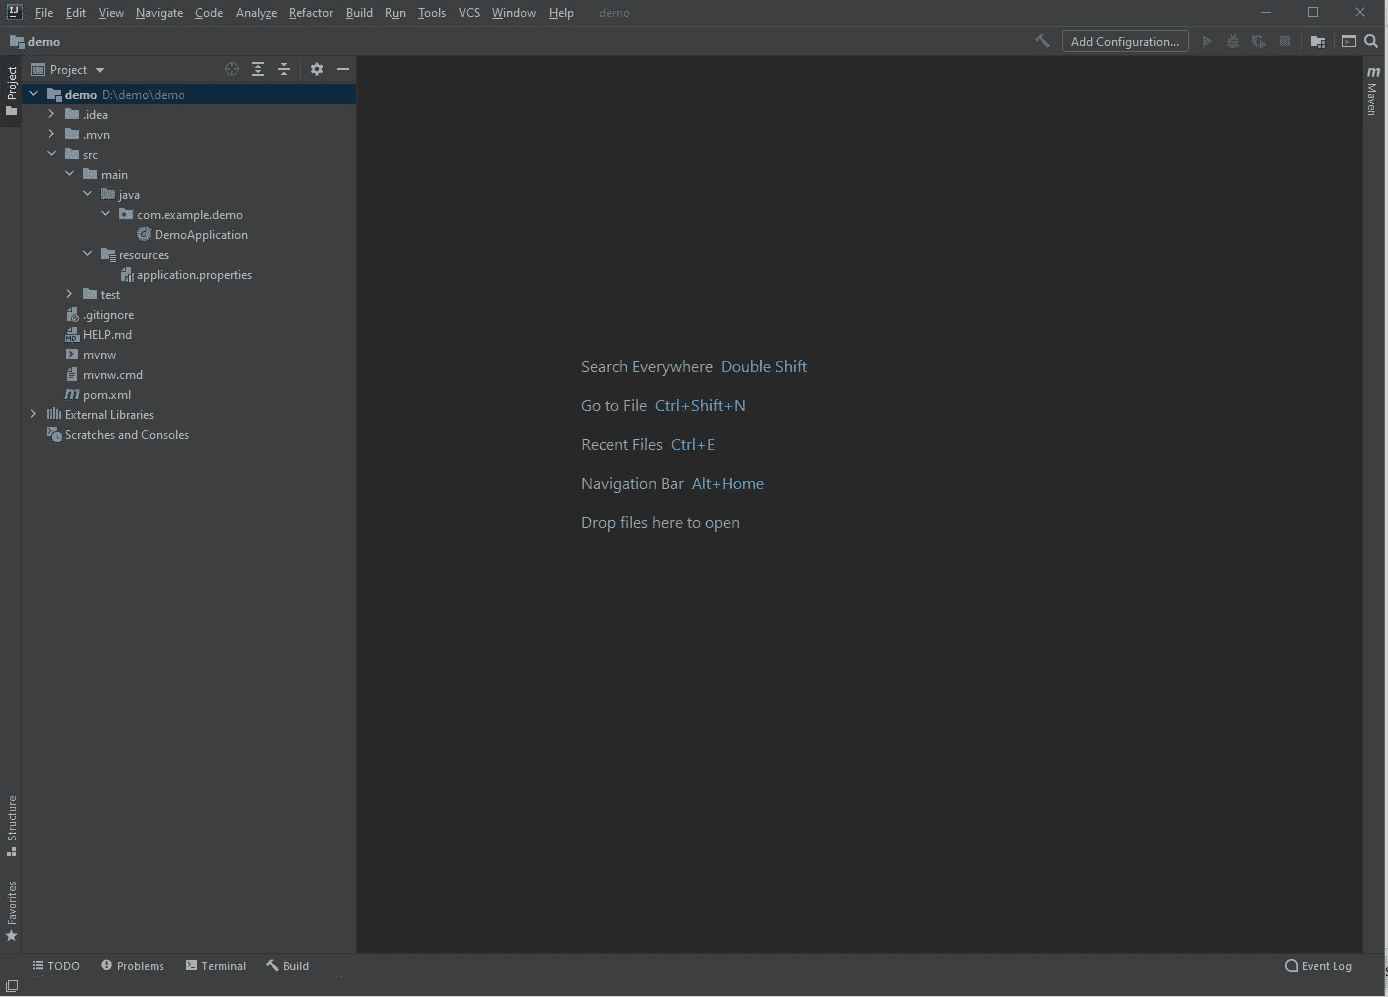 IJ File Edit View Navigate Code Analyze Refactor Build Run Tools VCS Window Help demo
demo Add Configuration...
Project
Project
demo D:\demo\demo
.idea
.mvn
src
main
java
com.example.demo
DemoApplication
resources
application.properties
test
.gitignore
HELP.md
mvnw
mvnw.cmd
pom.xml
External Libraries
Scratches and Consoles
Search Everywhere Double Shift
Go to File Ctrl+Shift+N
Recent Files Ctrl+E
Navigation Bar Alt+Home
Drop files here to open
m Maven
Structure
Favorites
TODO Problems Terminal Build Event Log